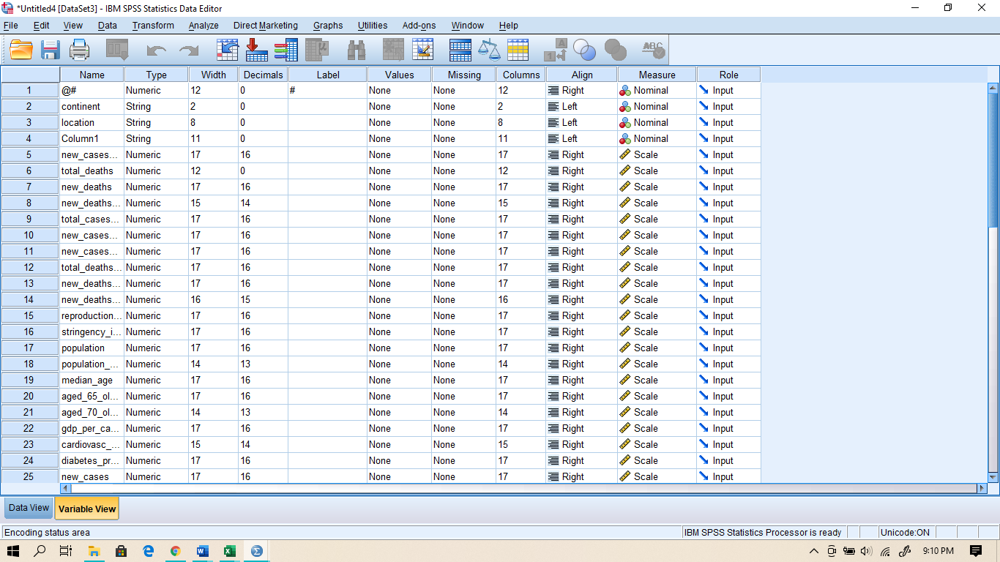 *Untitled4 [DataSet3] - IBM SPSS Statistics Data Editor
File Edit View Data Transform Analyze Direct Marketing Graphs Utilities Add-ons Window Help
Name Type Width Decimals Label Values Missing Columns Align Measure Role
1 @# Numeric 12 0 # None None 12 Right Nominal Input
2 continent String 2 0 None None 2 Left Nominal Input
3 location String 8 0 None None 8 Left Nominal Input
4 Column1 String 11 0 None None 11 Left Nominal Input
5 new_cases... Numeric 17 16 None None 17 Right Scale Input
6 total_deaths Numeric 12 0 None None 12 Right Scale Input
7 new_deaths Numeric 17 16 None None 17 Right Scale Input
8 new_deaths... Numeric 15 14 None None 15 Right Scale Input
9 total_cases... Numeric 17 16 None None 17 Right Scale Input
10 new_cases... Numeric 17 16 None None 17 Right Scale Input
11 new_cases... Numeric 17 16 None None 17 Right Scale Input
12 total_deaths... Numeric 17 16 None None 17 Right Scale Input
13 new_deaths... Numeric 17 16 None None 17 Right Scale Input
14 new_deaths... Numeric 16 15 None None 16 Right Scale Input
15 reproduction... Numeric 17 16 None None 17 Right Scale Input
16 stringency_i... Numeric 17 16 None None 17 Right Scale Input
17 population Numeric 17 16 None None 17 Right Scale Input
18 population_... Numeric 14 13 None None 14 Right Scale Input
19 median_age Numeric 17 16 None None 17 Right Scale Input
20 aged_65_ol... Numeric 17 16 None None 17 Right Scale Input
21 aged_70_ol... Numeric 14 13 None None 14 Right Scale Input
22 gdp_per_ca... Numeric 17 16 None None 17 Right Scale Input
23 cardiovasc_... Numeric 15 14 None None 15 Right Scale Input
24 diabetes_pr... Numeric 17 16 None None 17 Right Scale Input
25 new_cases Numeric 17 16 None None 17 Right Scale Input
Data View Variable View
Encoding status area IBM SPSS Statistics Processor is ready Unicode:ON
9:10 PM